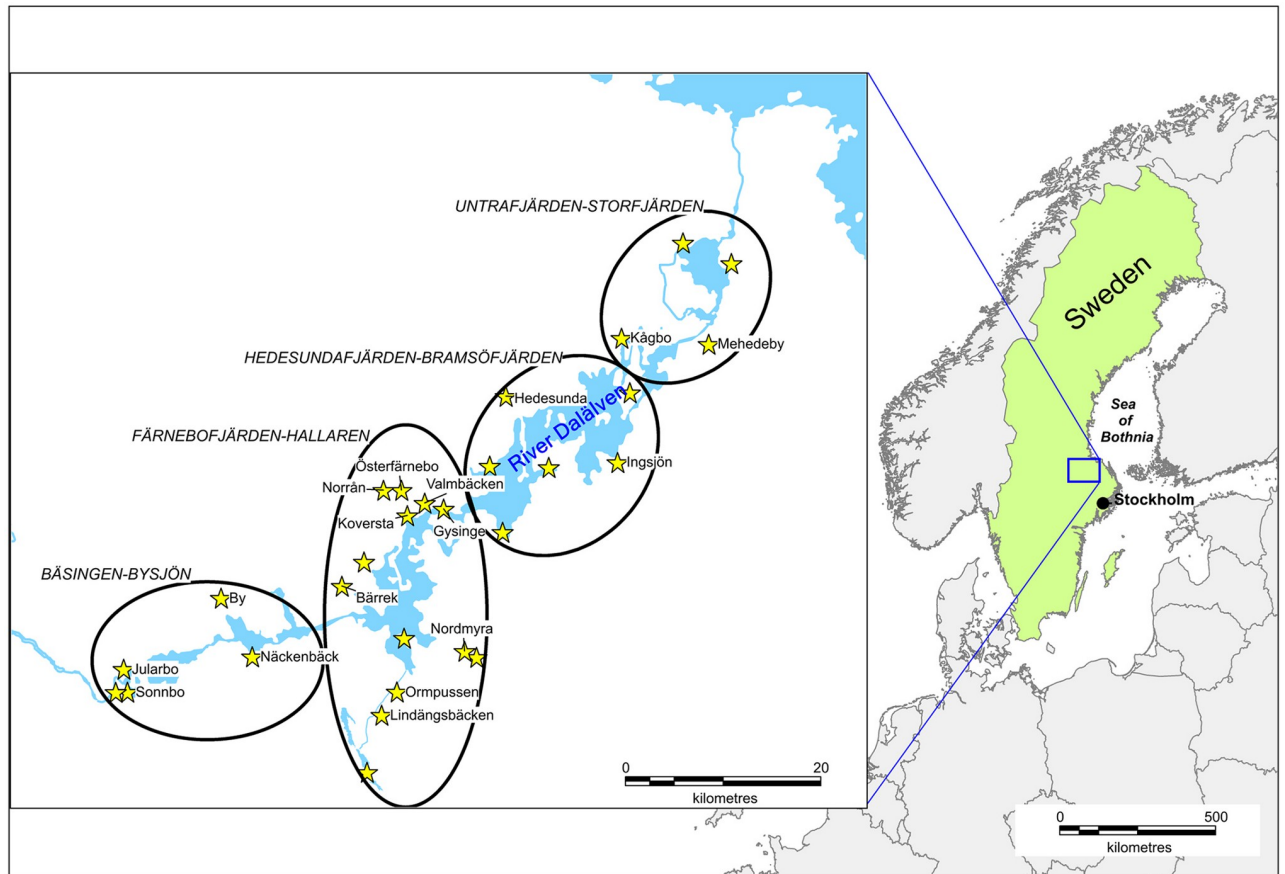 UNTRAFJÄRDEN-STORFJÄRDEN
Kågbo
Mehedeby
HEDESUNDAFJÄRDEN-BRAMSÖFJÄRDEN
Hedesunda
River Dalälven
Ingsjön
FÄRNEBOFJÄRDEN-HALLAREN
Österfärnebo
Norrån
Valmbäcken
Koversta
Gysinge
Bärrek
Nordmyra
Ormpussen
Lindängsbäcken
BÄSINGEN-BYSJÖN
By
Näckenbäck
Jularbo
Sonnbo
0 20
kilometres
Sweden
Sea
of
Bothnia
Stockholm
0 500
kilometres